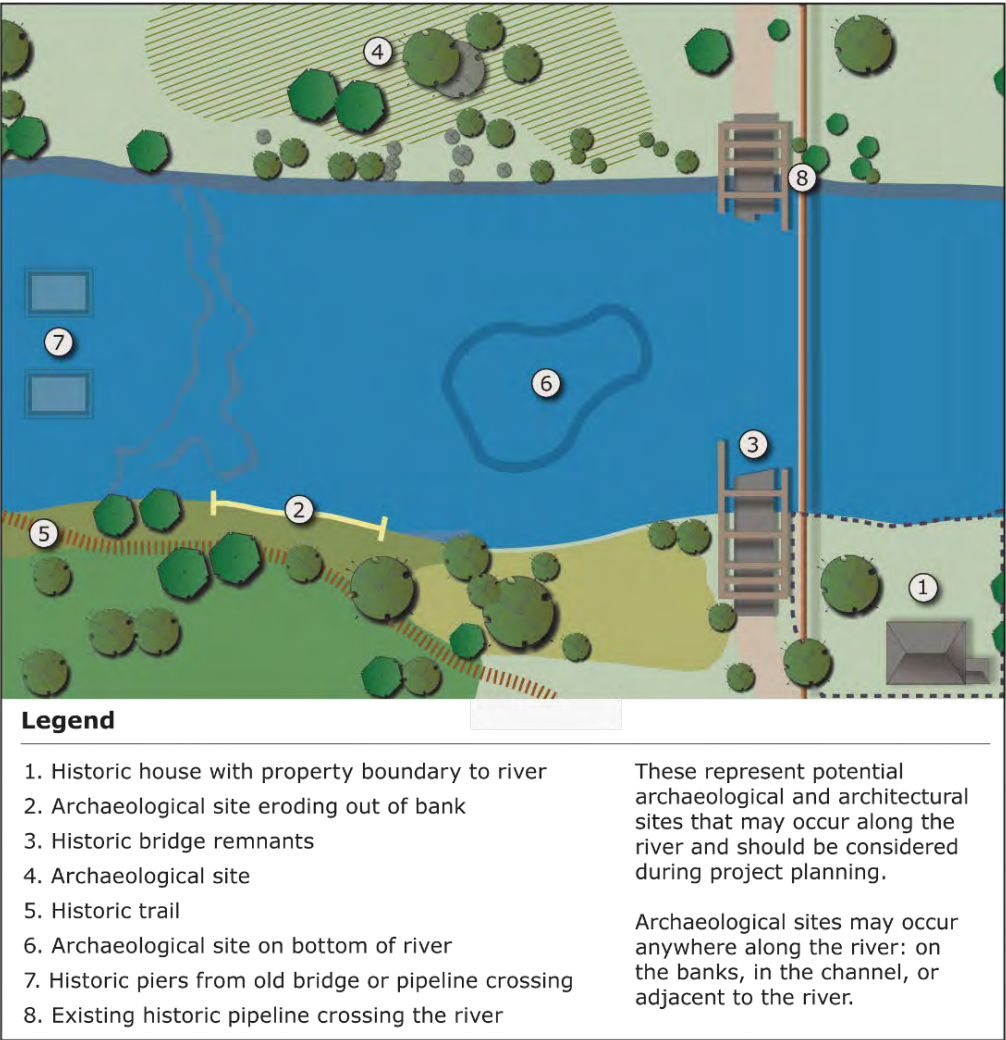 4
8
7
6
3
2
5
1
Legend
1. Historic house with property boundary to river
2. Archaeological site eroding out of bank
3. Historic bridge remnants
4. Archaeological site
5. Historic trail
6. Archaeological site on bottom of river
7. Historic piers from old bridge or pipeline crossing
8. Existing historic pipeline crossing the river
These represent potential
archaeological and architectural
sites that may occur along the
river and should be considered
during project planning.
Archaeological sites may occur
anywhere along the river: on
the banks, in the channel, or
adjacent to the river.